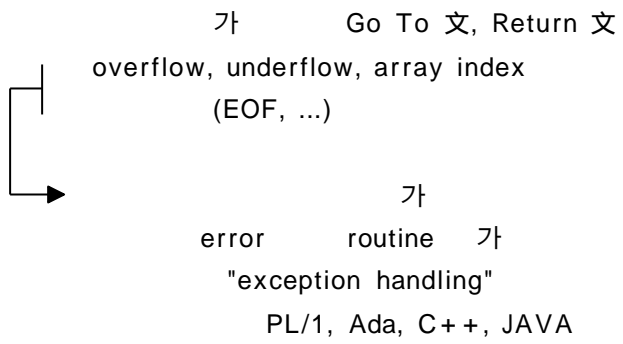 가 Go To 文, Return 文
overflow, underflow, array index
(EOF, ...)
가
error routine 가
"exception handling"
PL/1, Ada, C++, JAVA